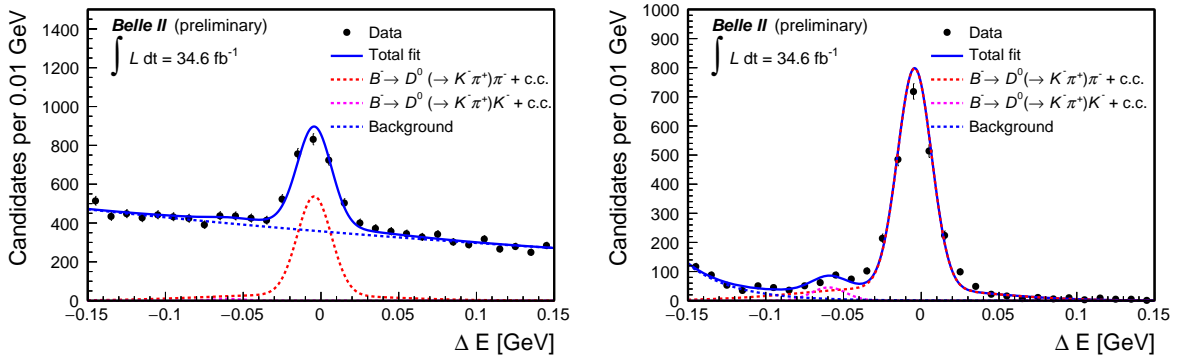 Candidates per 0.01 GeV
1400
1200
1000
800
600
400
200
0
Belle II (preliminary)
∫ L dt = 34.6 fb⁻¹
Data
Total fit
B⁻→ D⁰ (→ K⁻π⁺)π⁻ + c.c.
B⁻→ D⁰ (→ K⁻π⁺)K⁻ + c.c.
Background
−0.15 −0.1 −0.05 0 0.05 0.1 0.15
Δ E [GeV]
Candidates per 0.01 GeV
1000
900
800
700
600
500
400
300
200
100
0
Belle II (preliminary)
∫ L dt = 34.6 fb⁻¹
Data
Total fit
B⁻→ D⁰ (→ K⁻π⁺)π⁻ + c.c.
B⁻→ D⁰ (→ K⁻π⁺)K⁻ + c.c.
Background
−0.15 −0.1 −0.05 0 0.05 0.1 0.15
Δ E [GeV]